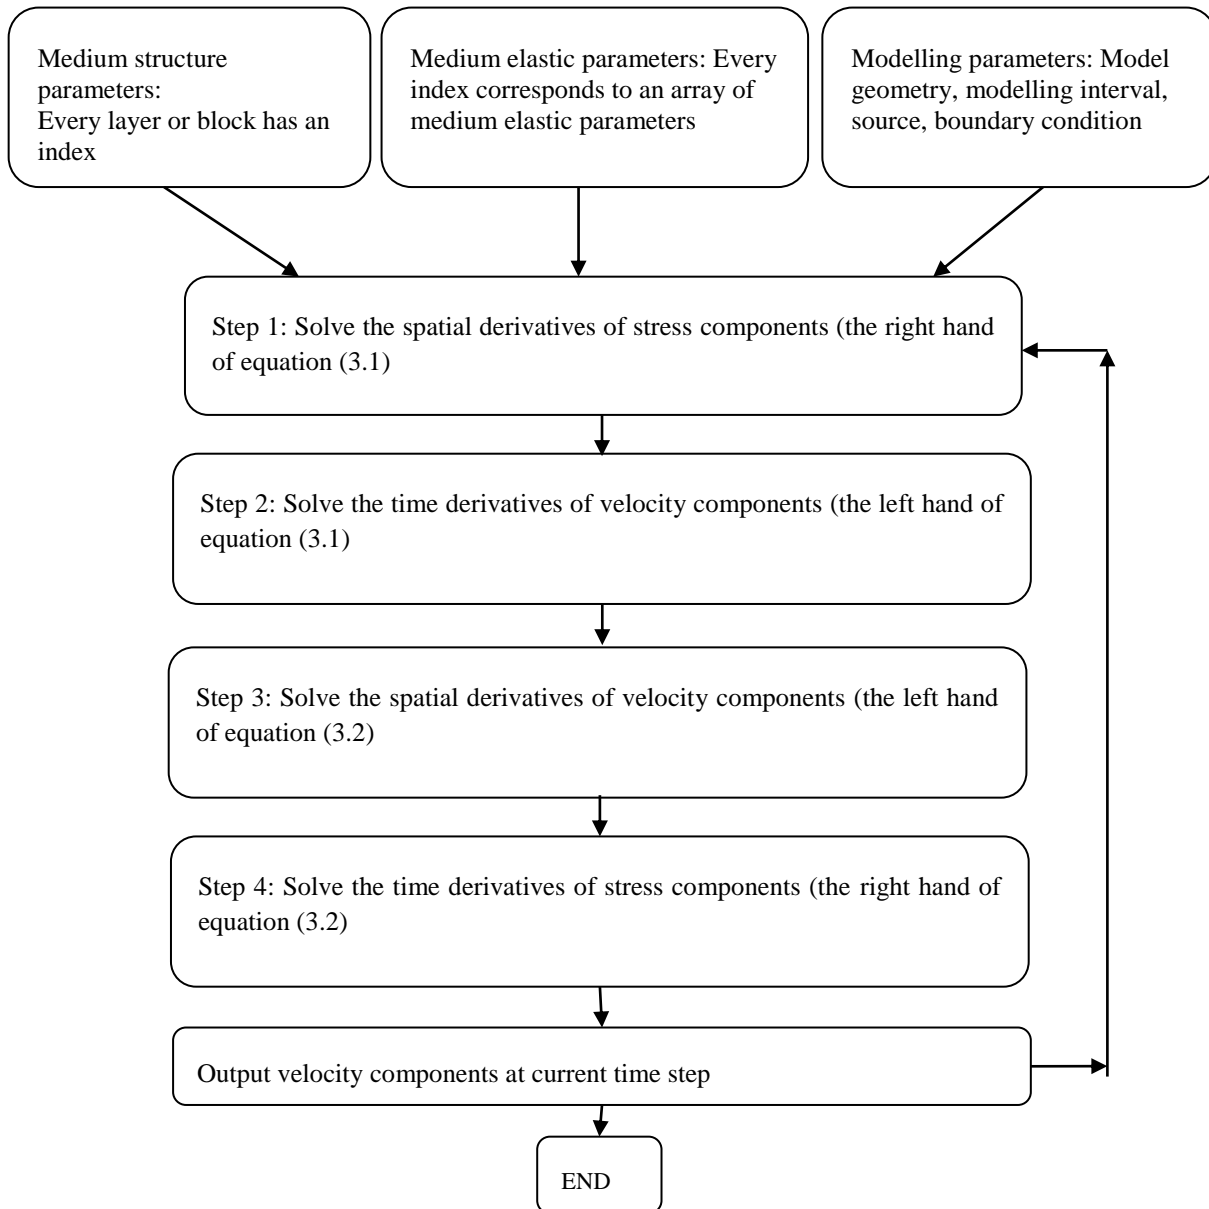 Medium structure
parameters:
Every layer or block has an
index
Medium elastic parameters: Every
index corresponds to an array of
medium elastic parameters
Modelling parameters: Model
geometry, modelling interval,
source, boundary condition
Step 1: Solve the spatial derivatives of stress components (the right hand
of equation (3.1)
Step 2: Solve the time derivatives of velocity components (the left hand of
equation (3.1)
Step 3: Solve the spatial derivatives of velocity components (the left hand
of equation (3.2)
Step 4: Solve the time derivatives of stress components (the right hand of
equation (3.2)
Output velocity components at current time step
END